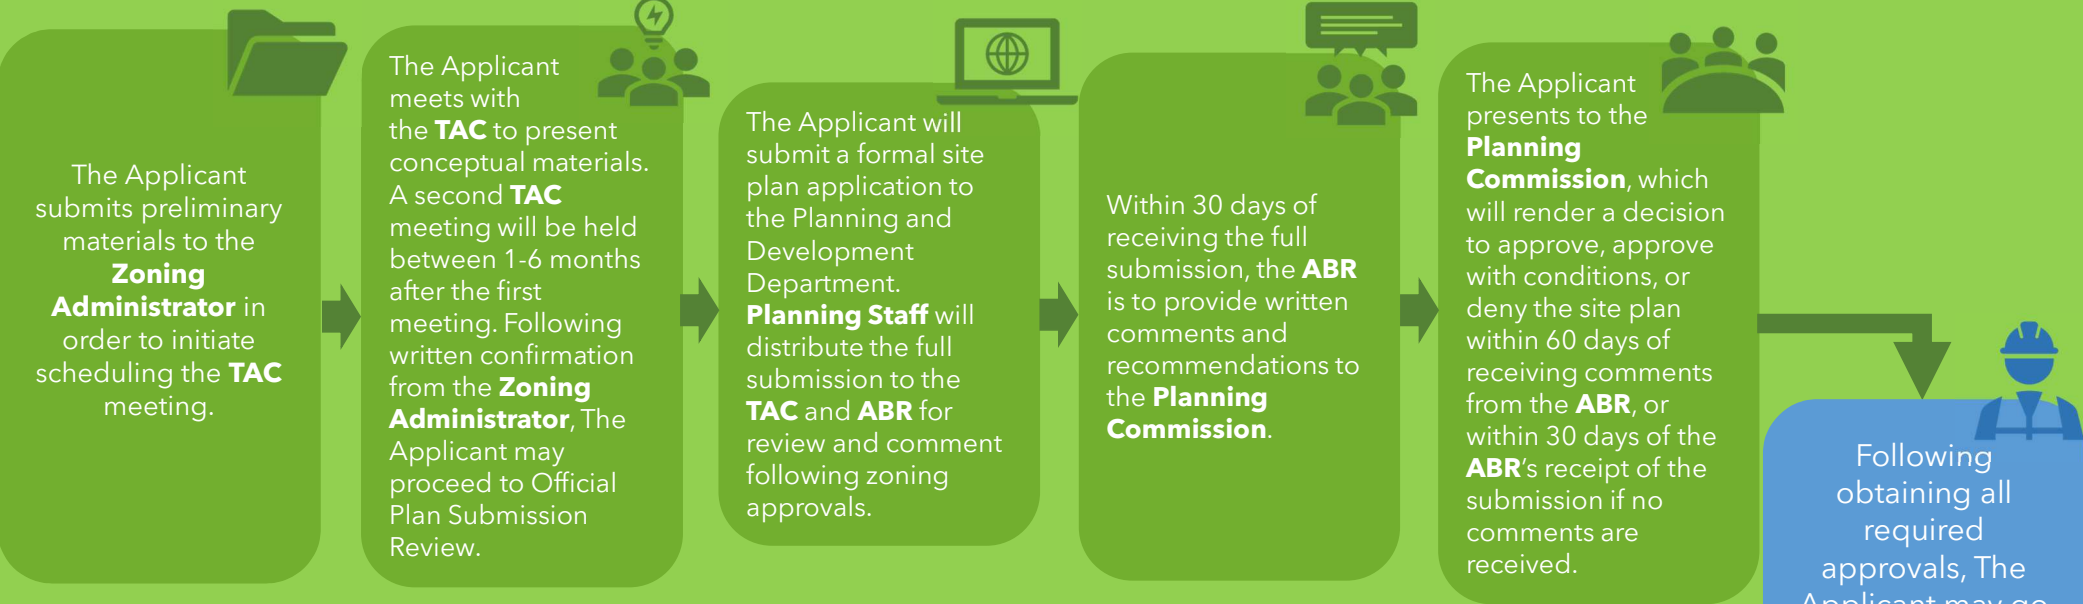 The Applicant
submits preliminary
materials to the
Zoning
Administrator in
order to initiate
scheduling the TAC
meeting.
The Applicant
meets with
the TAC to present
conceptual materials.
A second TAC
meeting will be held
between 1-6 months
after the first
meeting. Following
written confirmation
from the Zoning
Administrator, The
Applicant may
proceed to Official
Plan Submission
Review.
The Applicant will
submit a formal site
plan application to
the Planning and
Development
Department.
Planning Staff will
distribute the full
submission to the
TAC and ABR for
review and comment
following zoning
approvals.
Within 30 days of
receiving the full
submission, the ABR
is to provide written
comments and
recommendations to
the Planning
Commission.
The Applicant
presents to the
Planning
Commission, which
will render a decision
to approve, approve
with conditions, or
deny the site plan
within 60 days of
receiving comments
from the ABR, or
within 30 days of the
ABR's receipt of the
submission if no
comments are
received.
Following
obtaining all
required
approvals, The
Applicant may go